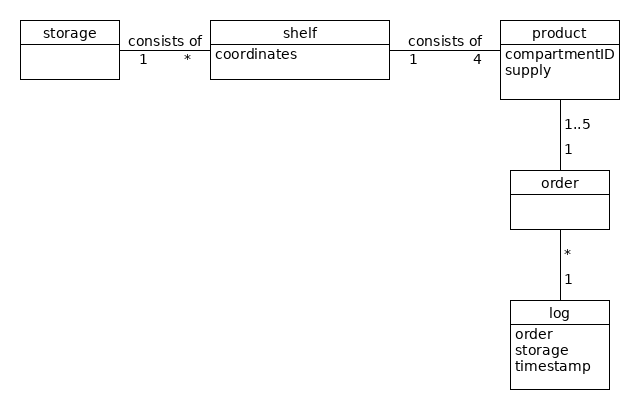 storage
consists of
1
*
shelf
coordinates
consists of
1
4
product
compartmentID
supply
1..5
1
order
*
1
log
order
storage
timestamp